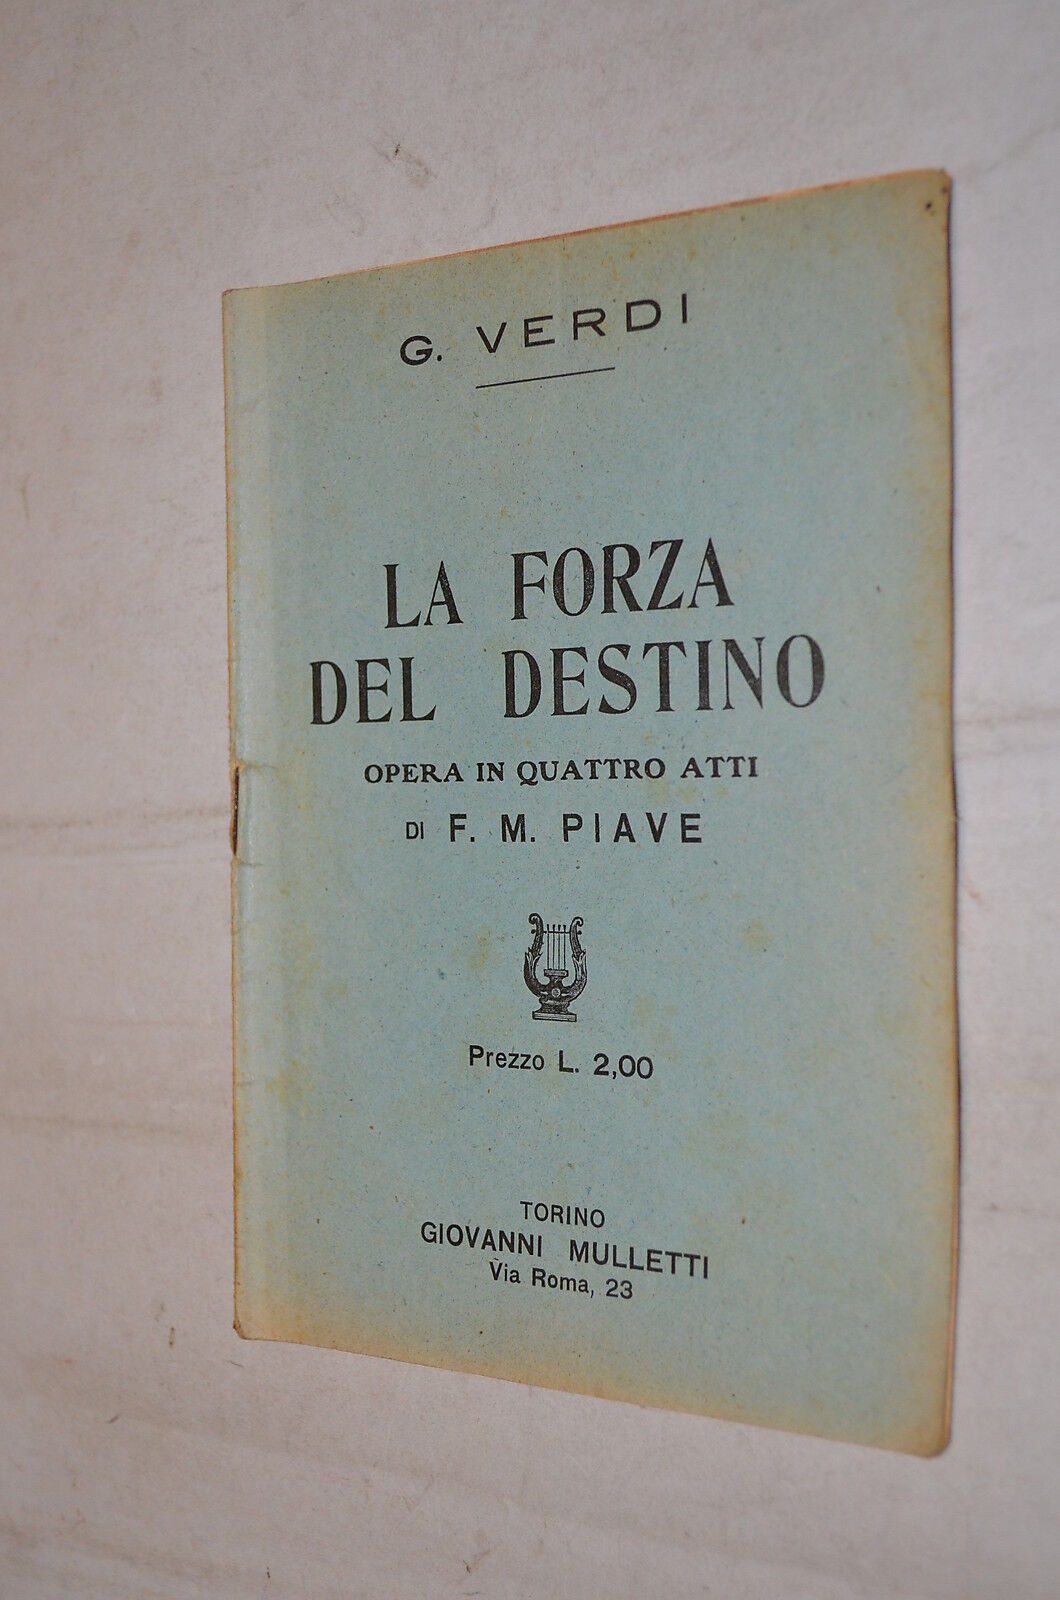 G. VERDI
LA FORZA
DEL DESTINO
OPERA IN QUATTRO ATTI
DI F. M. PIAVE
Prezzo L. 2,00
TORINO
GIOVANNI MULLETTI
Via Roma, 23